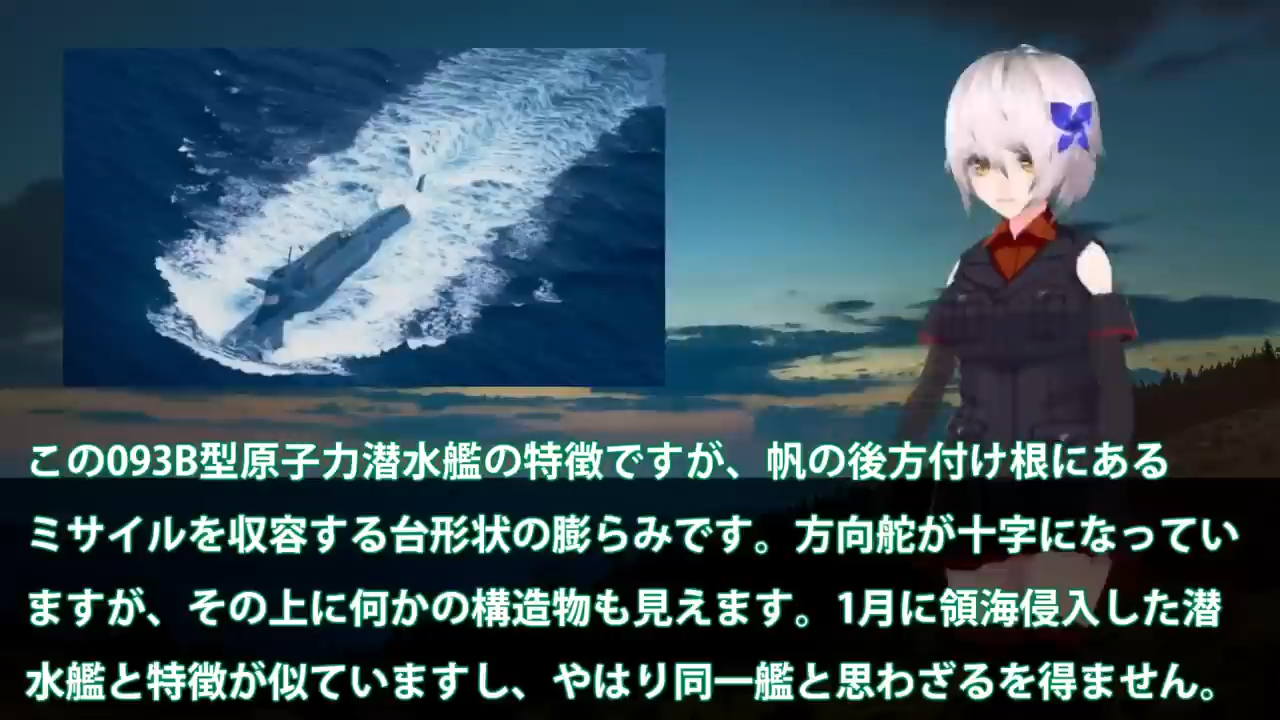 この093B型原子力潜水艦の特徴ですが、帆の後方付け根にある
ミサイルを収容する台形状の膨らみです。方向舵が十字になってい
ますが、その上に何かの構造物も見えます。1月に領海侵入した潜
水艦と特徴が似ていますし、やはり同一艦と思わざるを得ません。